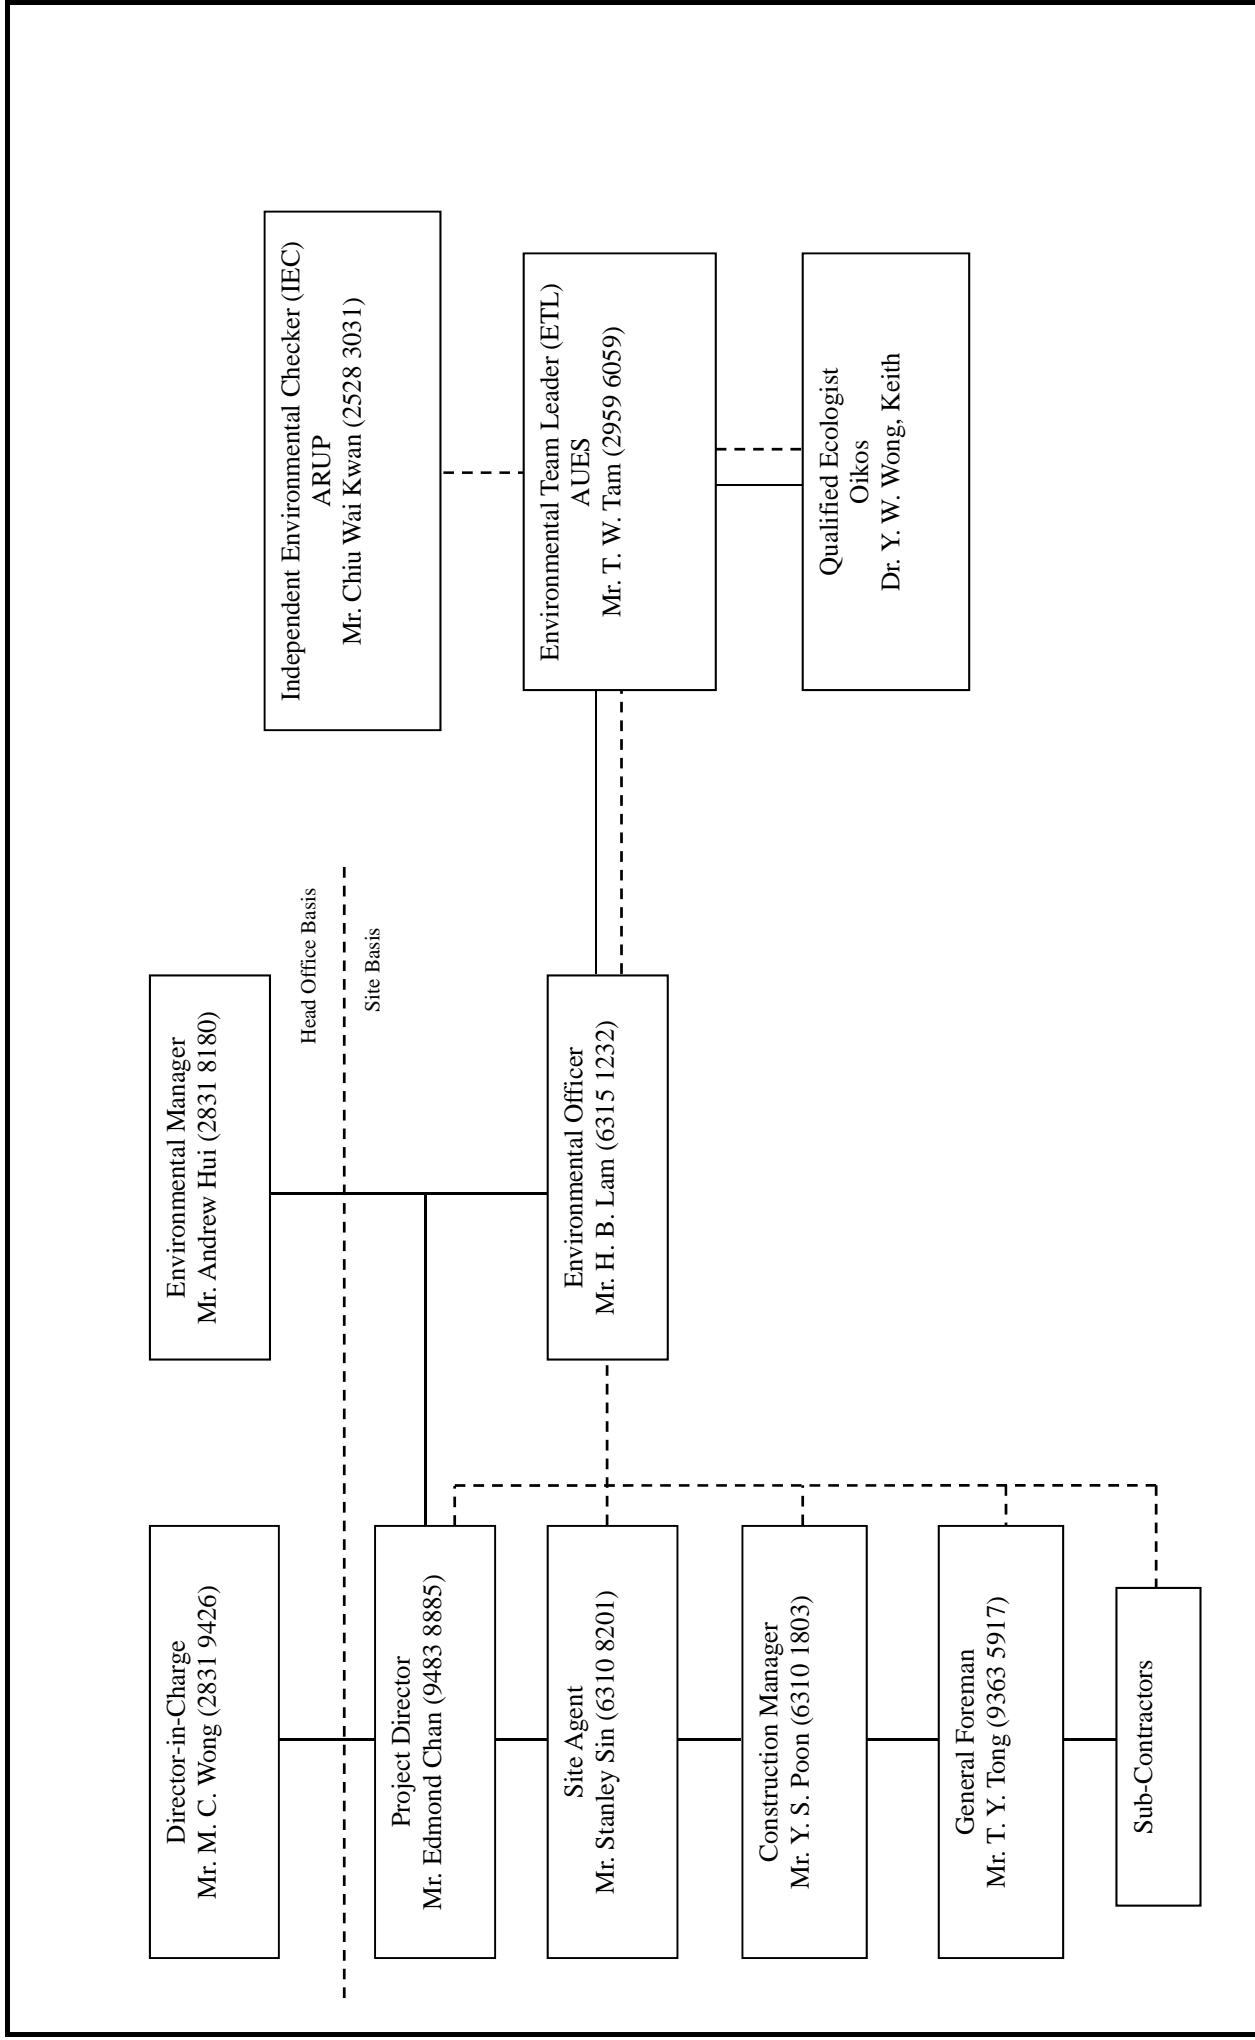 Director-in-Charge
Mr. M. C. Wong (2831 9426)
Environmental Manager
Mr. Andrew Hui (2831 8180)
Head Office Basis
Site Basis
Independent Environmental Checker (IEC)
ARUP
Mr. Chiu Wai Kwan (2528 3031)
Project Director
Mr. Edmond Chan (9483 8885)
Site Agent
Mr. Stanley Sin (6310 8201)
Environmental Officer
Mr. H. B. Lam (6315 1232)
Environmental Team Leader (ETL)
AUES
Mr. T. W. Tam (2959 6059)
Construction Manager
Mr. Y. S. Poon (6310 1803)
Qualified Ecologist
Oikos
Dr. Y. W. Wong, Keith
General Foreman
Mr. T. Y. Tong (9363 5917)
Sub-Contractors